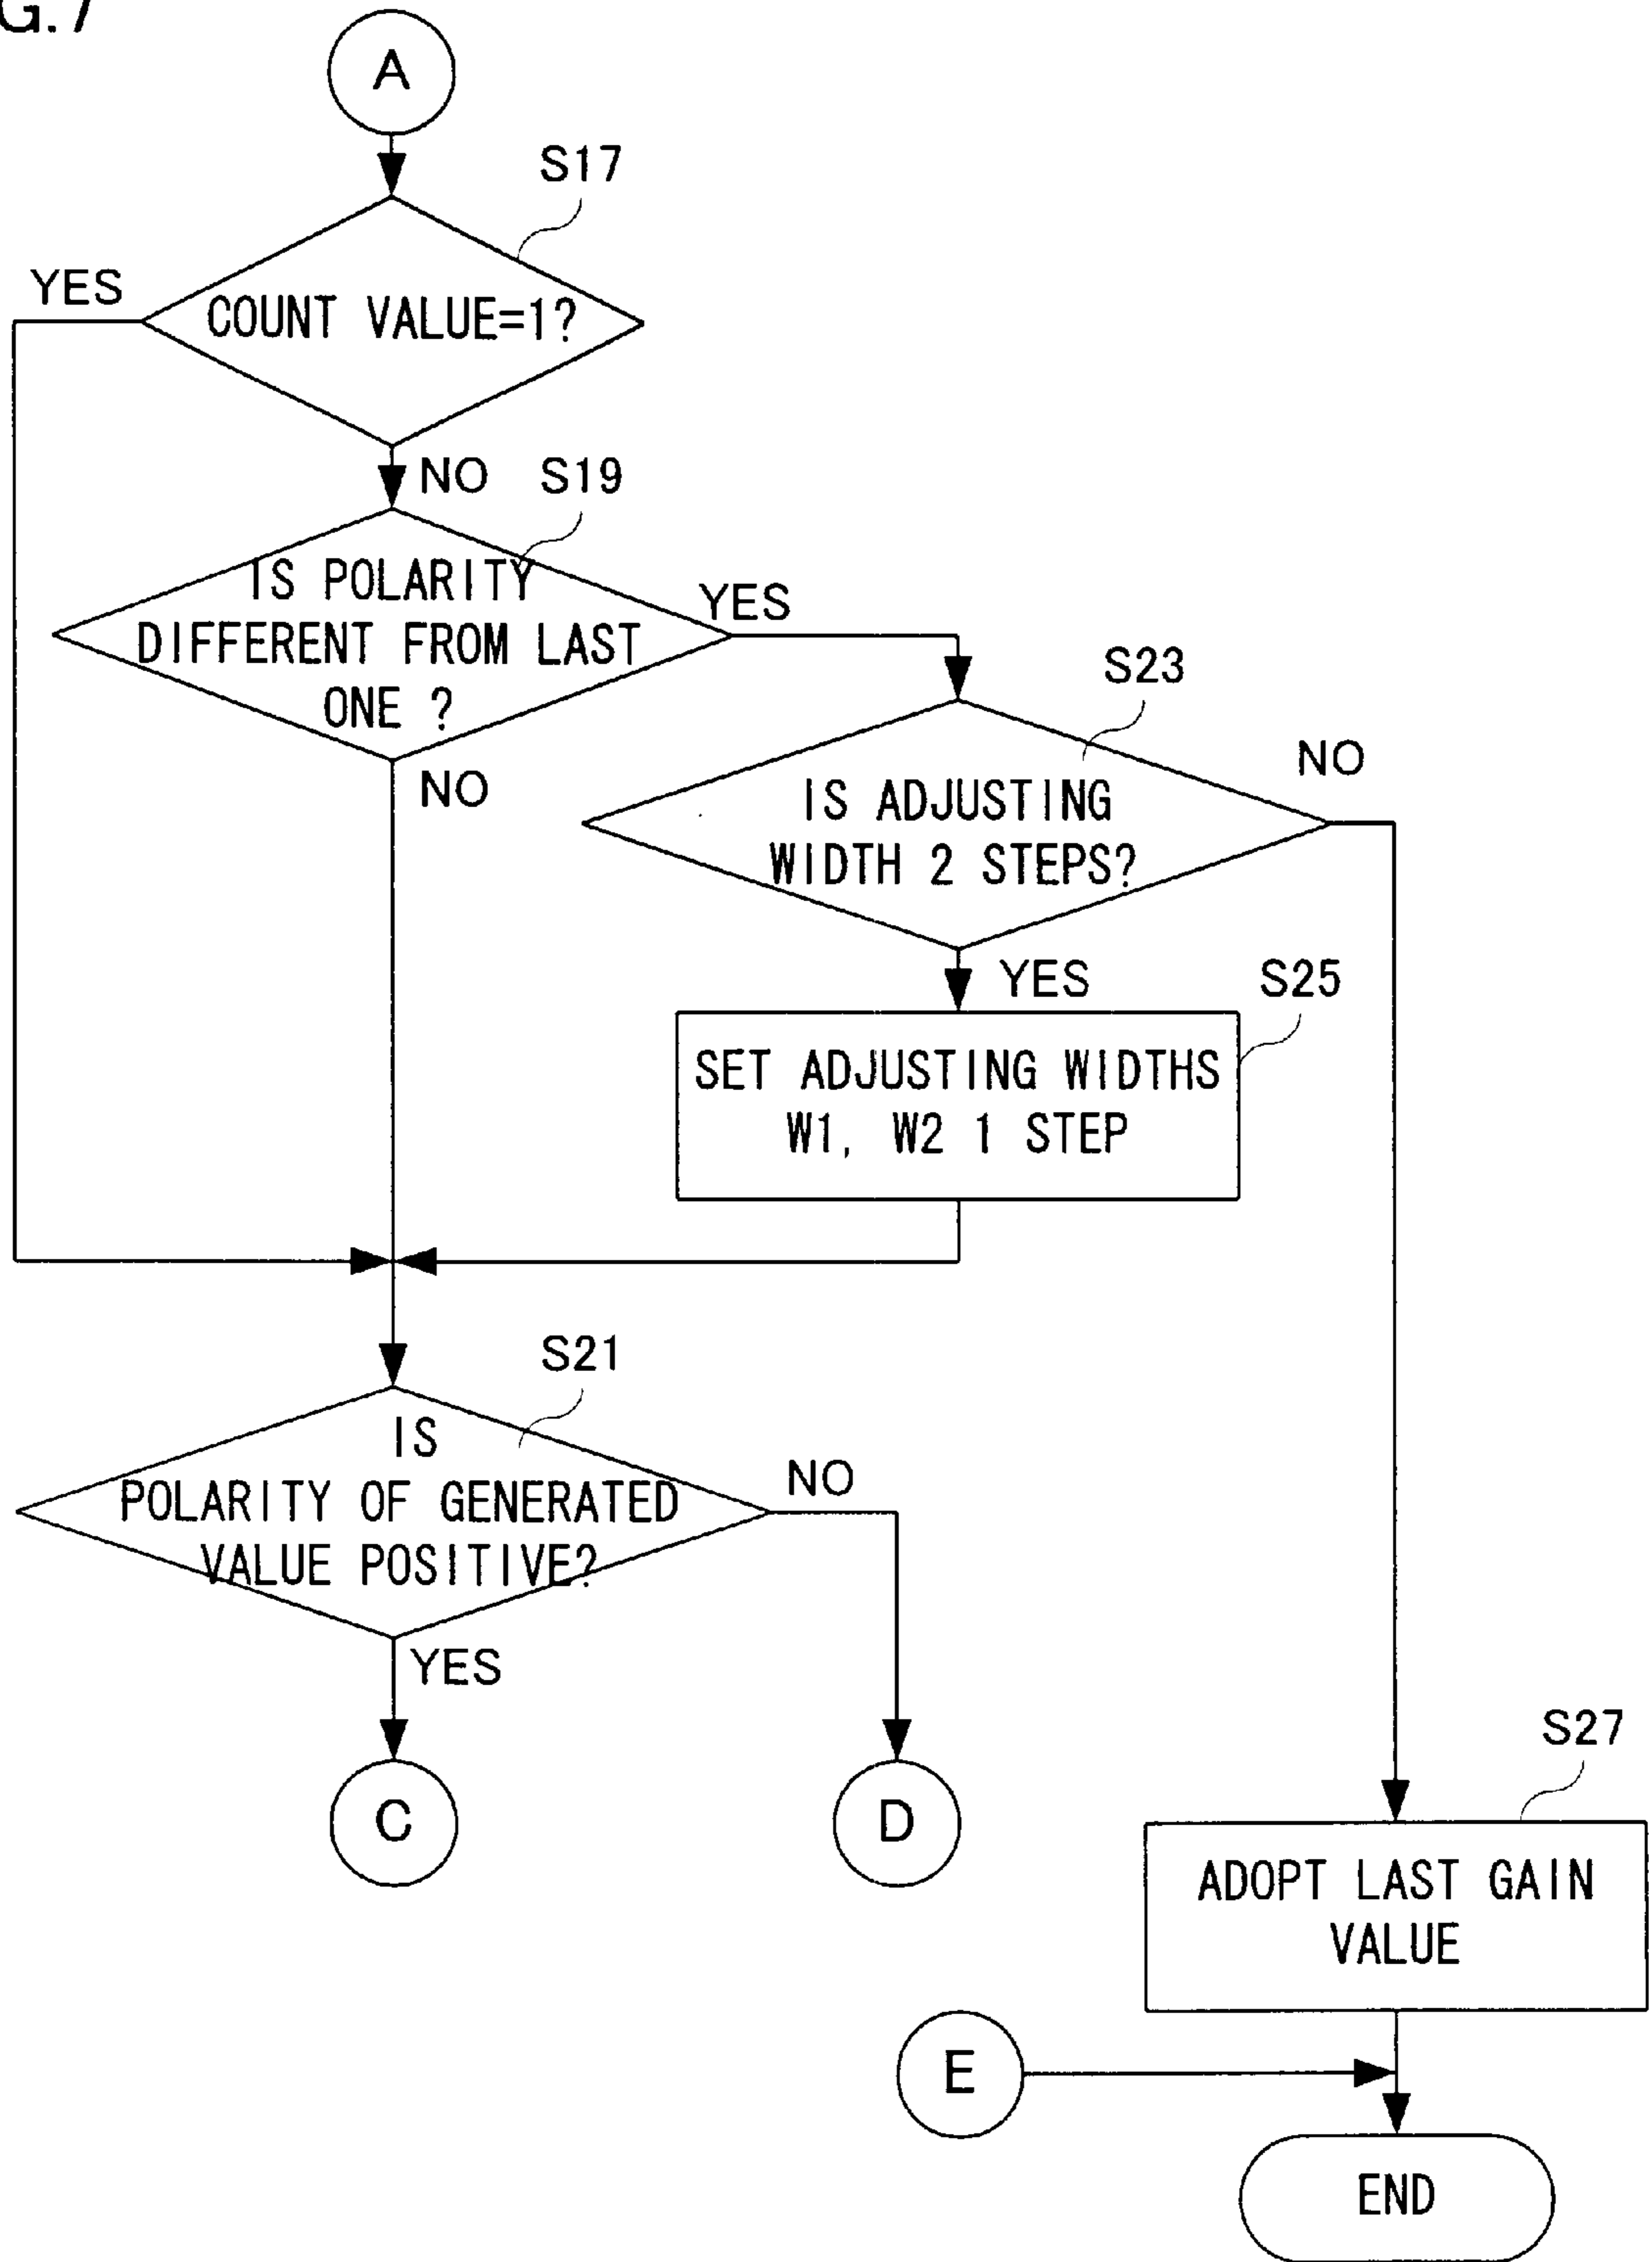 G.7
A
S17
YES
COUNT VALUE=1?
NO
S19
IS POLARITY
DIFFERENT FROM LAST
ONE ?
YES
NO
S23
NO
IS ADJUSTING
WIDTH 2 STEPS?
YES
S25
SET ADJUSTING WIDTHS
W1, W2 1 STEP
S21
IS
POLARITY OF GENERATED
VALUE POSITIVE?
NO
YES
C
D
S27
ADOPT LAST GAIN
VALUE
E
END